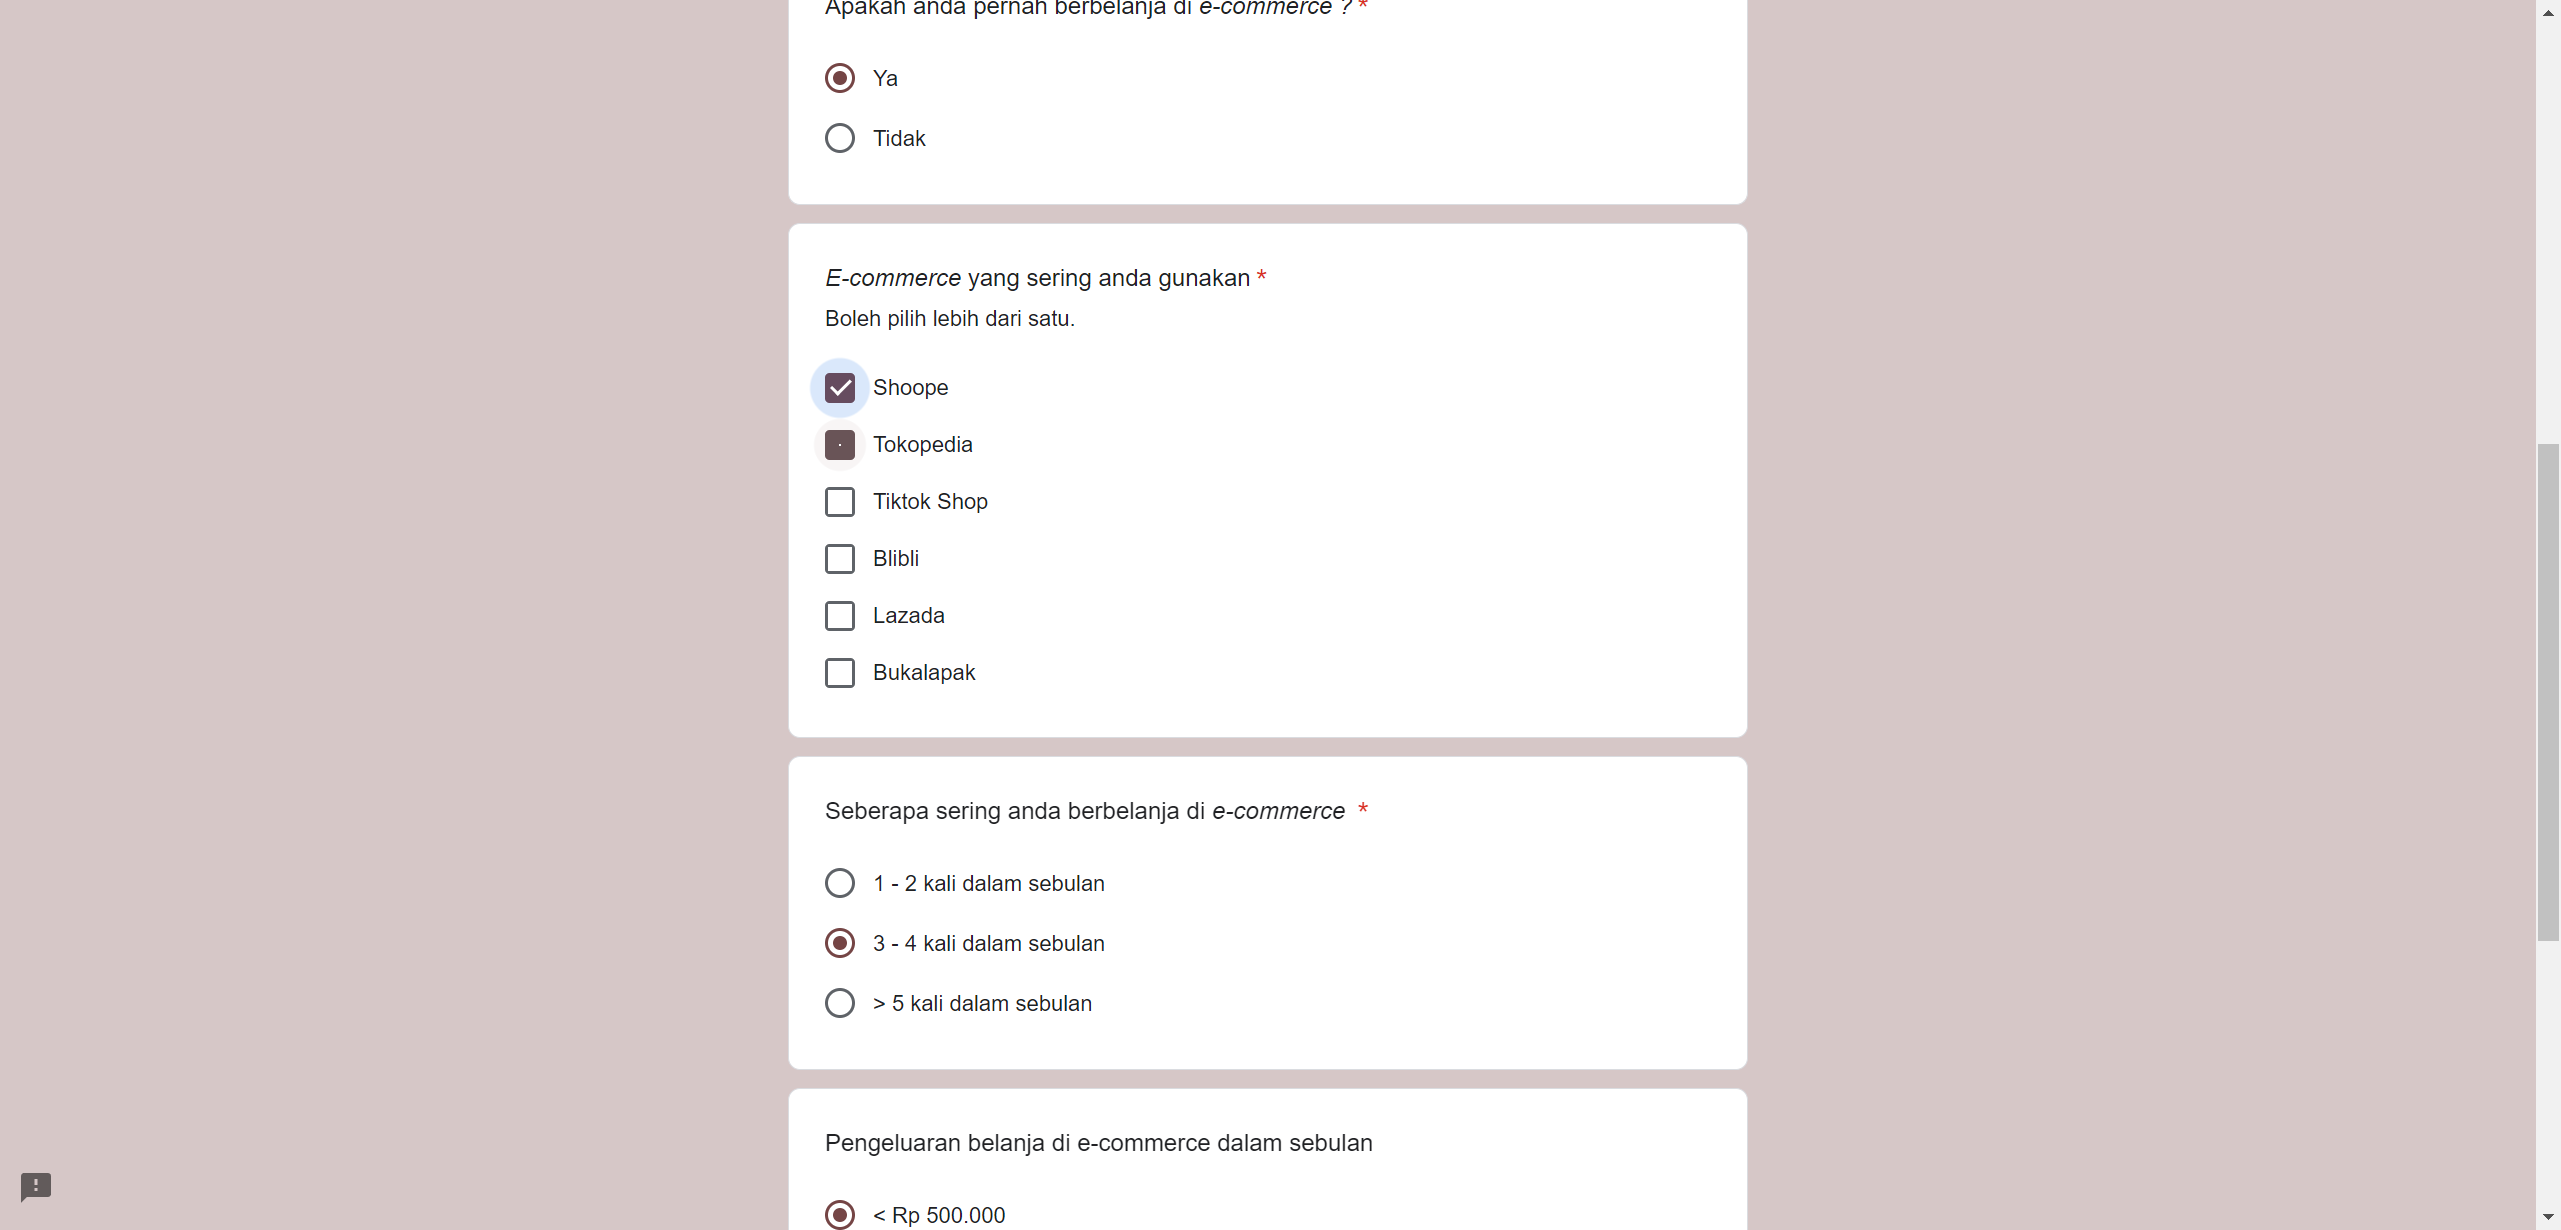 Apakah anda pernah berbelanja di e-commerce ? *
Ya
Tidak
E-commerce yang sering anda gunakan *
Boleh pilih lebih dari satu.
Shoope
Tokopedia
Tiktok Shop
Blibli
Lazada
Bukalapak
Seberapa sering anda berbelanja di e-commerce *
1 - 2 kali dalam sebulan
3 - 4 kali dalam sebulan
> 5 kali dalam sebulan
Pengeluaran belanja di e-commerce dalam sebulan
< Rp 500.000